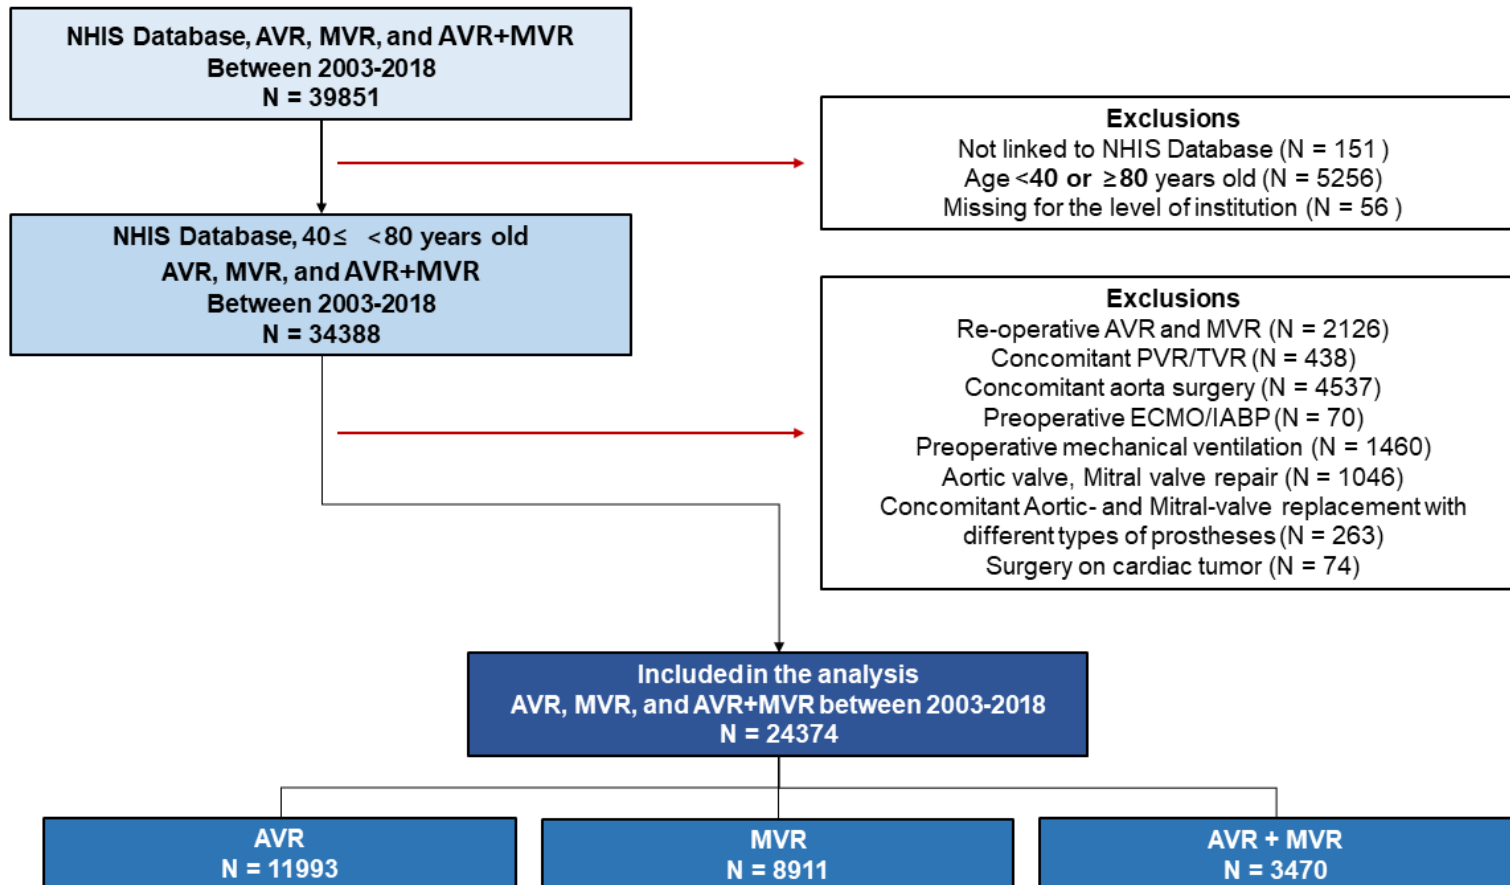 NHIS Database, AVR, MVR, and AVR+MVR
Between 2003-2018
N = 39851
Exclusions
Not linked to NHIS Database (N = 151 )
Age <40 or ≥80 years old (N = 5256)
Missing for the level of institution (N = 56 )
NHIS Database, 40≤ <80 years old
AVR, MVR, and AVR+MVR
Between 2003-2018
N = 34388
Exclusions
Re-operative AVR and MVR (N = 2126)
Concomitant PVR/TVR (N = 438)
Concomitant aorta surgery (N = 4537)
Preoperative ECMO/IABP (N = 70)
Preoperative mechanical ventilation (N = 1460)
Aortic valve, Mitral valve repair (N = 1046)
Concomitant Aortic- and Mitral-valve replacement with
different types of prostheses (N = 263)
Surgery on cardiac tumor (N = 74)
Included in the analysis
AVR, MVR, and AVR+MVR between 2003-2018
N = 24374
AVR
N = 11993
MVR
N = 8911
AVR + MVR
N = 3470